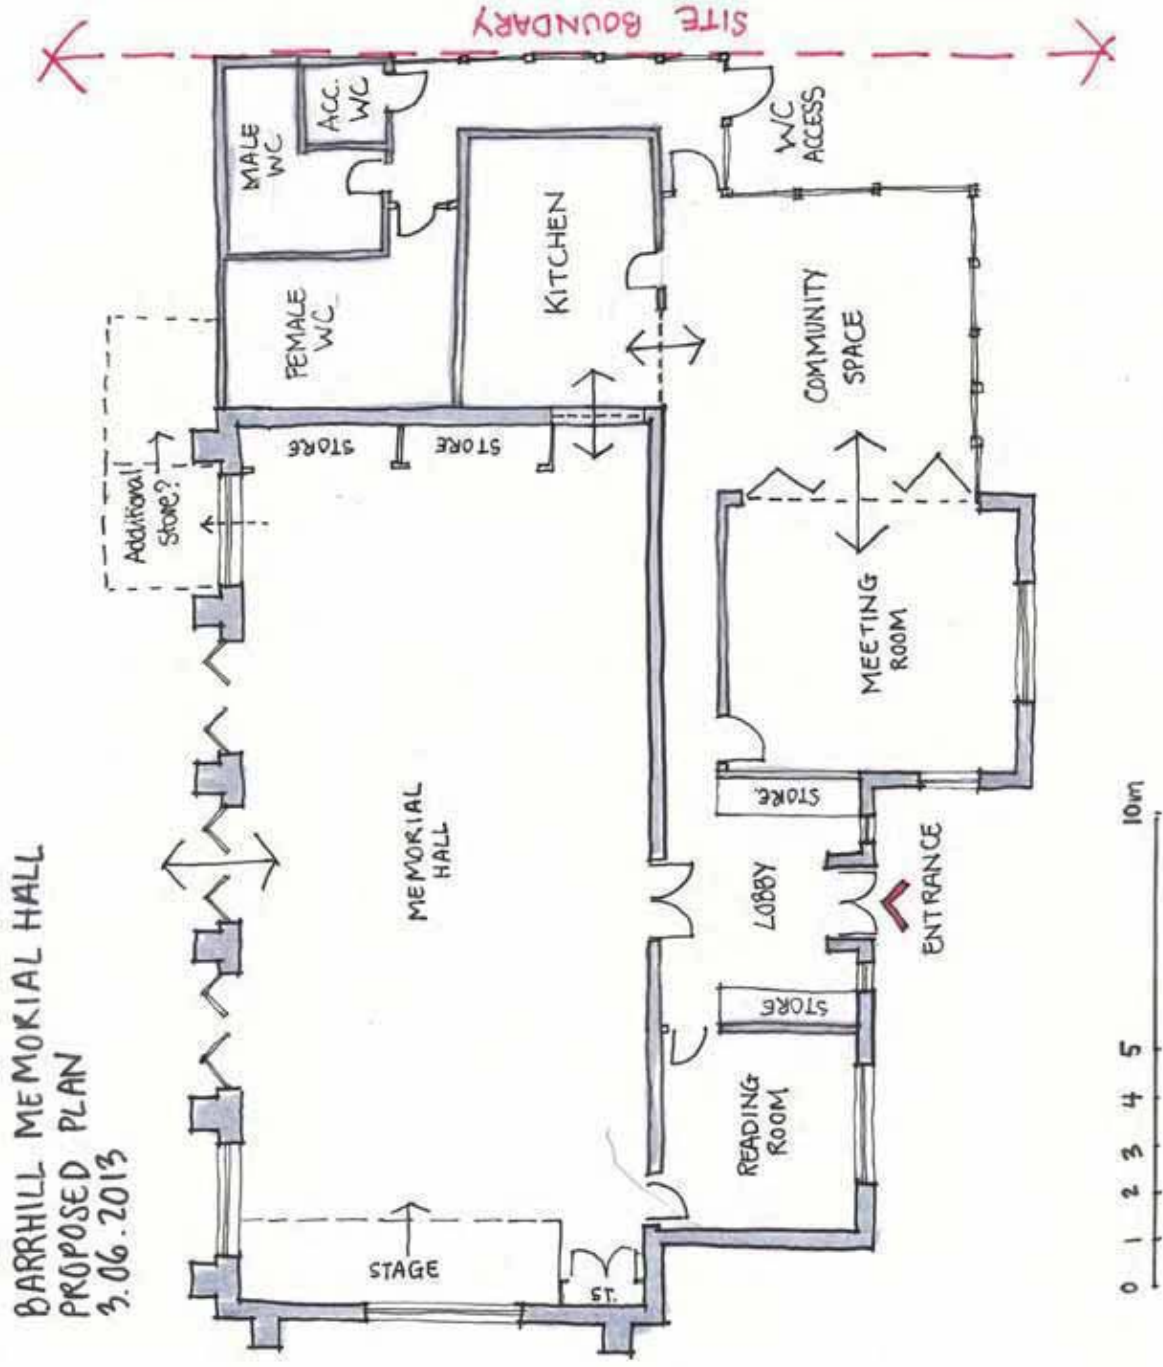 BARRHILL MEMORIAL HALL
PROPOSED PLAN
3.06.2013
Additional
Store?
STAGE
ST.
MEMORIAL
HALL
STORE
STORE
FEMALE
WC
MALE
WC
ACC.
WC
KITCHEN
SITE BOUNDARY
READING
ROOM
STORE
LOBBY
STORE
ENTRANCE
MEETING
ROOM
COMMUNITY
SPACE
WC
ACCESS
0 1 2 3 4 5 10m